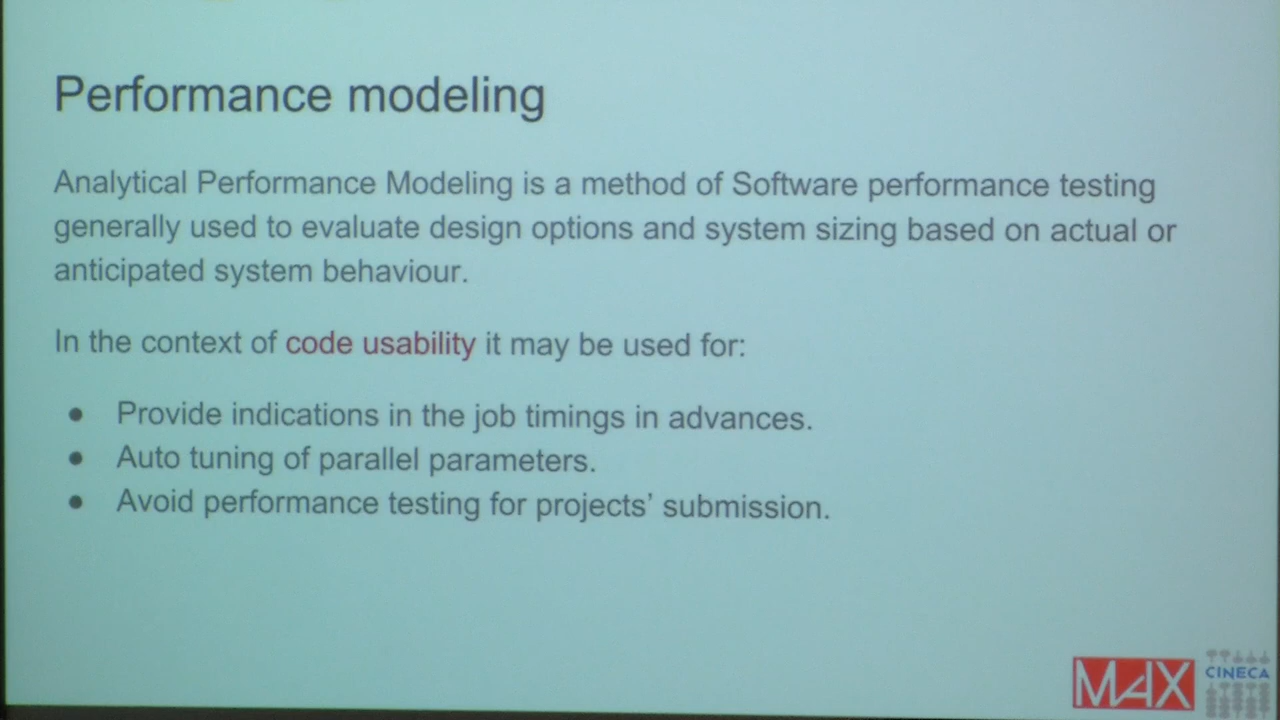 Performance modeling
Analytical Performance Modeling is a method of Software performance testing
generally used to evaluate design options and system sizing based on actual or
anticipated system behaviour.
In the context of code usability it may be used for:
● Provide indications in the job timings in advances.
● Auto tuning of parallel parameters.
● Avoid performance testing for projects’ submission.
MAX
CINECA